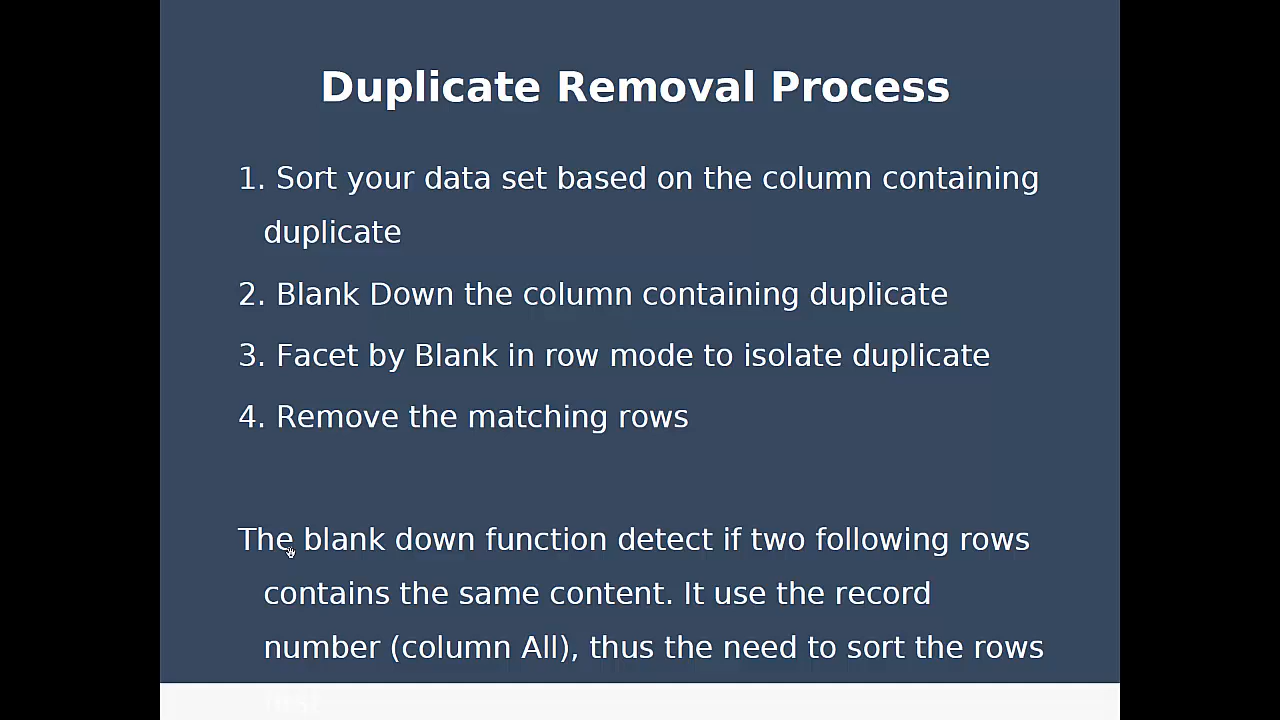 Duplicate Removal Process
1. Sort your data set based on the column containing
duplicate
2. Blank Down the column containing duplicate
3. Facet by Blank in row mode to isolate duplicate
4. Remove the matching rows
The blank down function detect if two following rows
contains the same content. It use the record
number (column All), thus the need to sort the rows